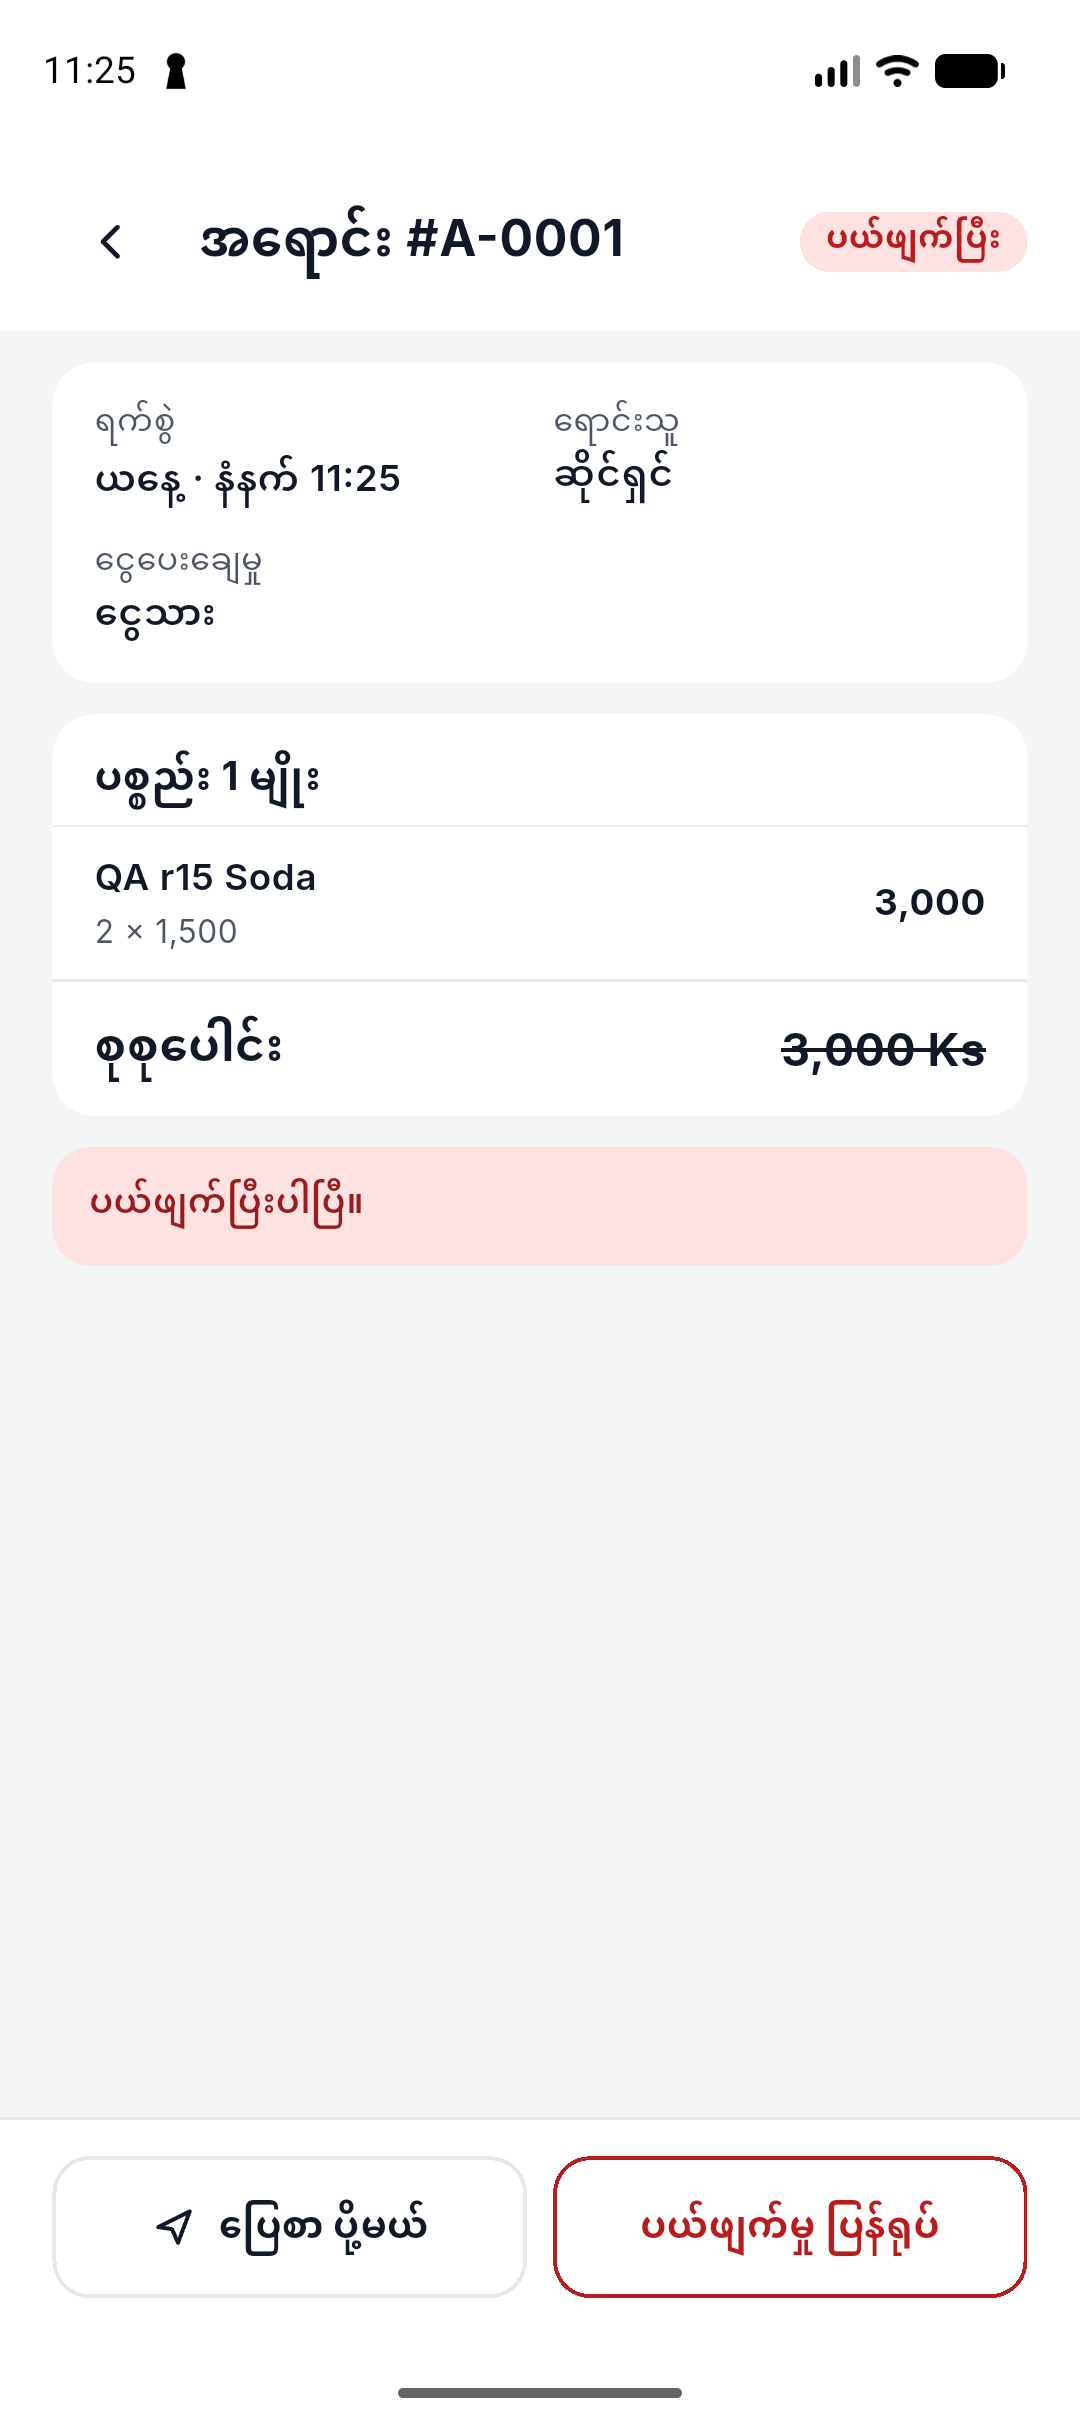 11:25
အရောင်း #A-0001
ပယ်ဖျက်ပြီး
ရက်စွဲ
ယနေ့ · နံနက် 11:25
ရောင်းသူ
ဆိုင်ရှင်
ငွေပေးချေမှု
ငွေသား
ပစ္စည်း 1 မျိုး
QA r15 Soda
2 × 1,500
3,000
စုစုပေါင်း
3,000 Ks
ပယ်ဖျက်ပြီးပါပြီ။
ပြေစာ ပို့မယ်
ပယ်ဖျက်မှု ပြန်ရုပ်